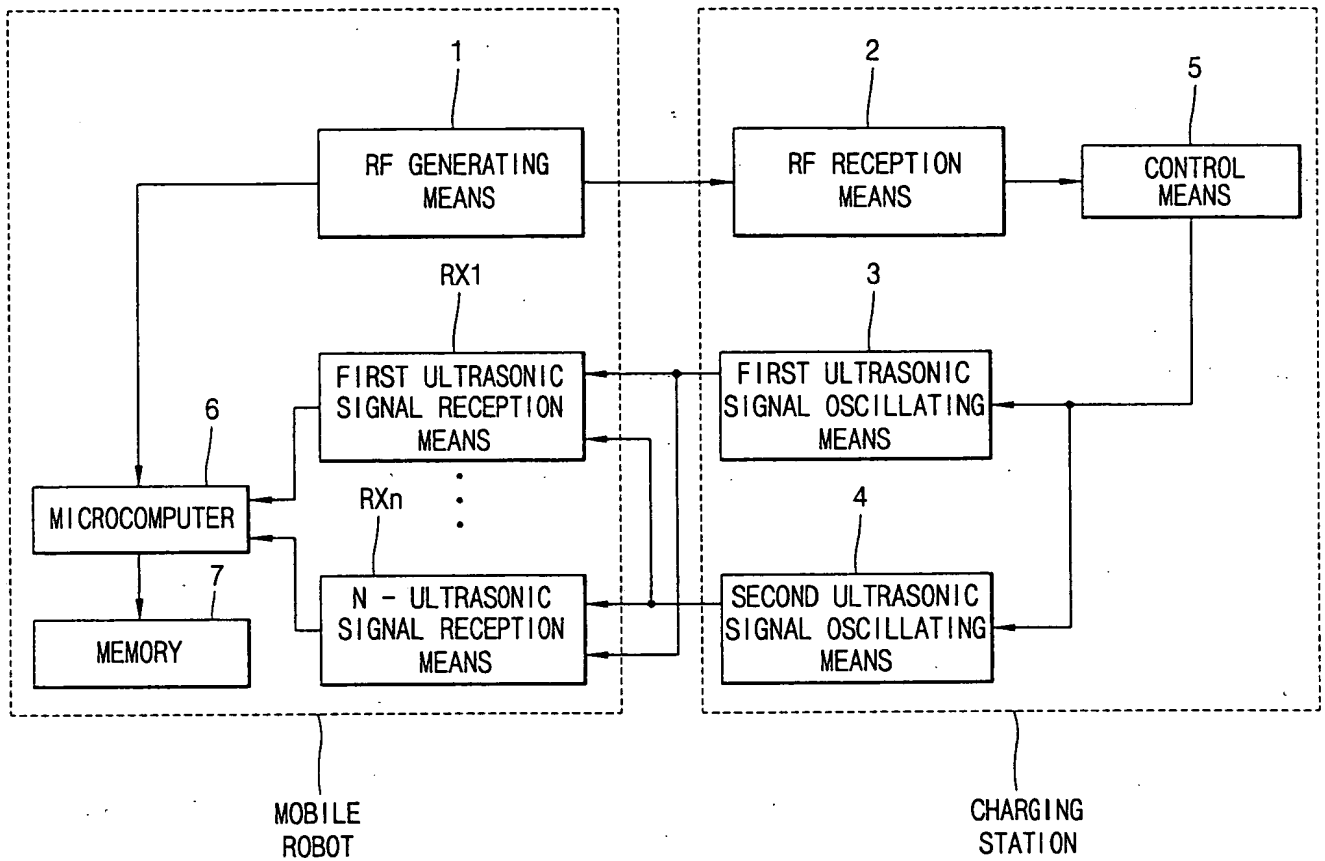 1
2
5
RF GENERATING
MEANS
RF RECEPTION
MEANS
CONTROL
MEANS
RX1
3
FIRST ULTRASONIC
SIGNAL RECEPTION
MEANS
FIRST ULTRASONIC
SIGNAL OSCILLATING
MEANS
6
MICROCOMPUTER
RXn
4
7
MEMORY
N - ULTRASONIC
SIGNAL RECEPTION
MEANS
SECOND ULTRASONIC
SIGNAL OSCILLATING
MEANS
MOBILE
ROBOT
CHARGING
STATION